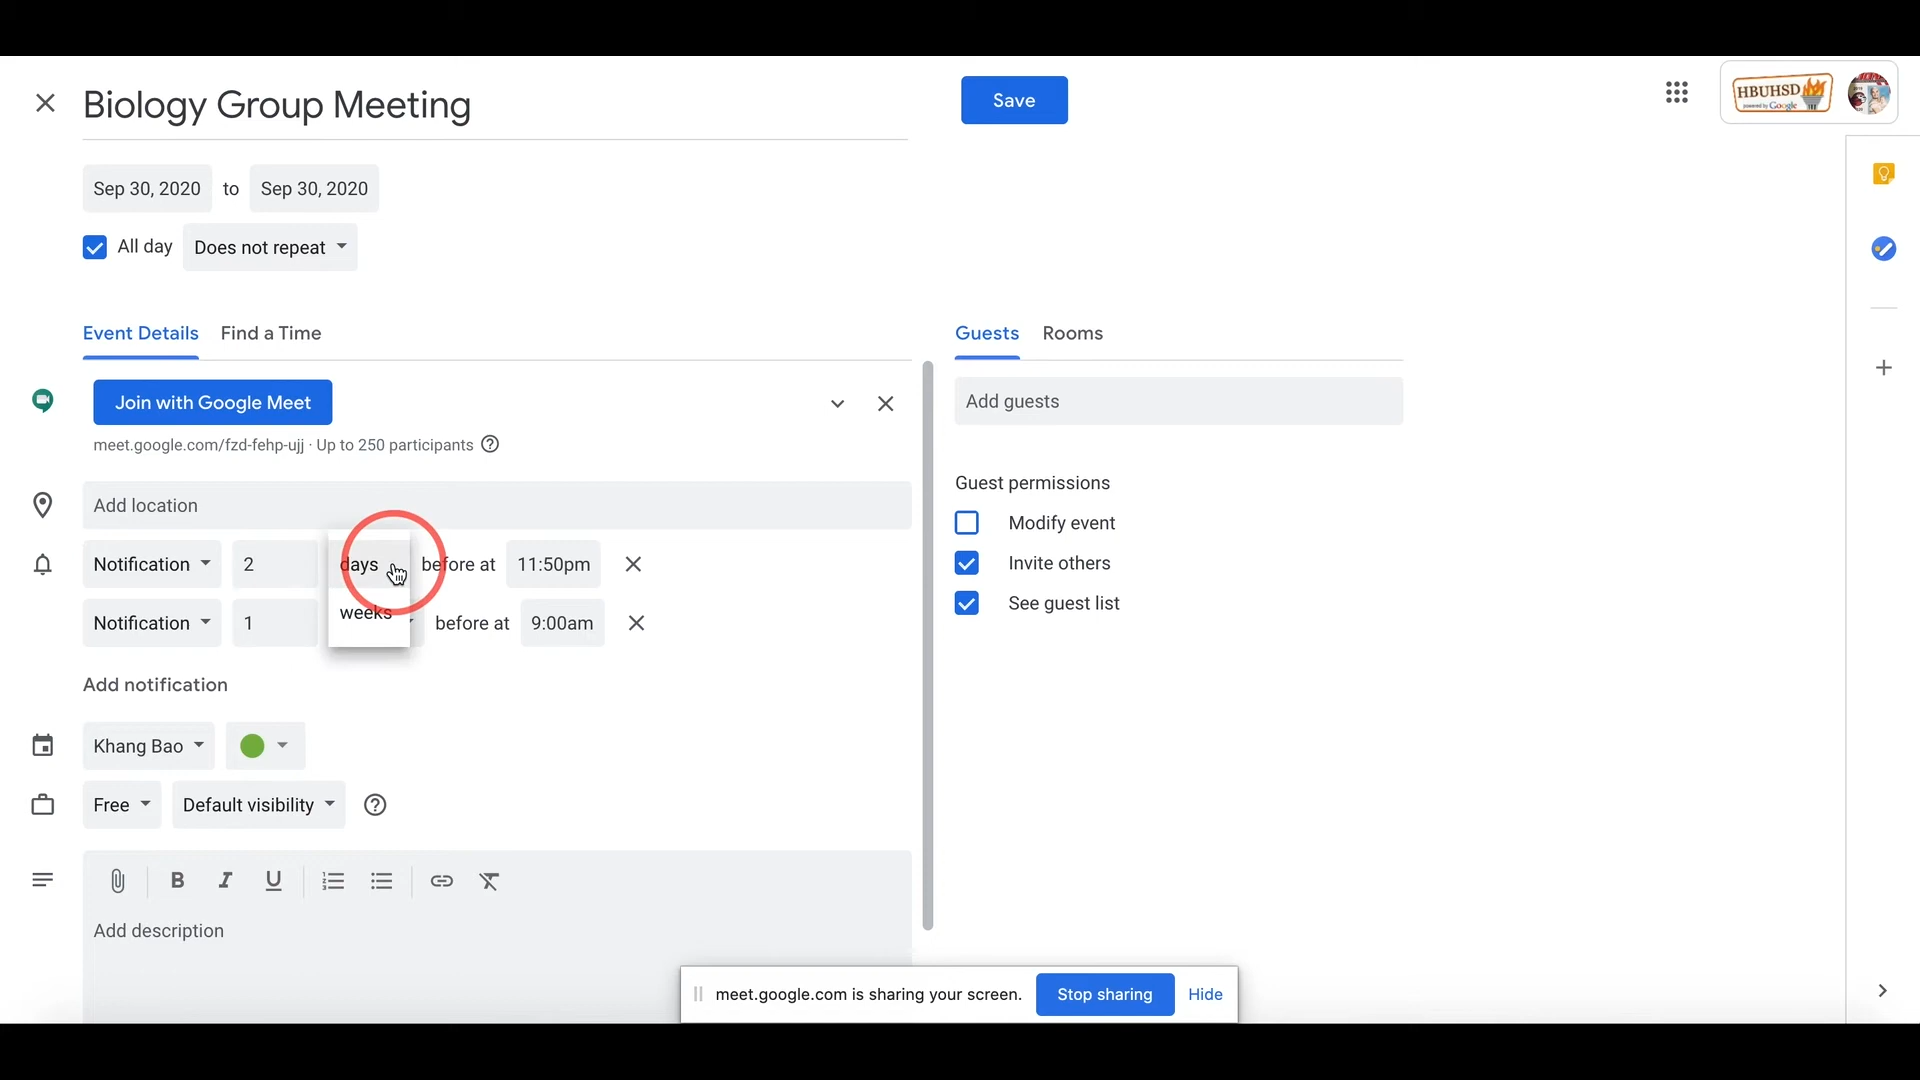 Biology Group Meeting
Save
HBUHSD
powered by Google
Sep 30, 2020 to Sep 30, 2020
All day Does not repeat
Event Details Find a Time
Guests Rooms
Join with Google Meet
Add guests
meet.google.com/fzd-fehp-ujj · Up to 250 participants
Guest permissions
Add location
Modify event
Notification 2 days before at 11:50pm
Invite others
weeks
See guest list
Notification 1 before at 9:00am
Add notification
Khang Bao
Free Default visibility
B I U
Add description
meet.google.com is sharing your screen. Stop sharing Hide